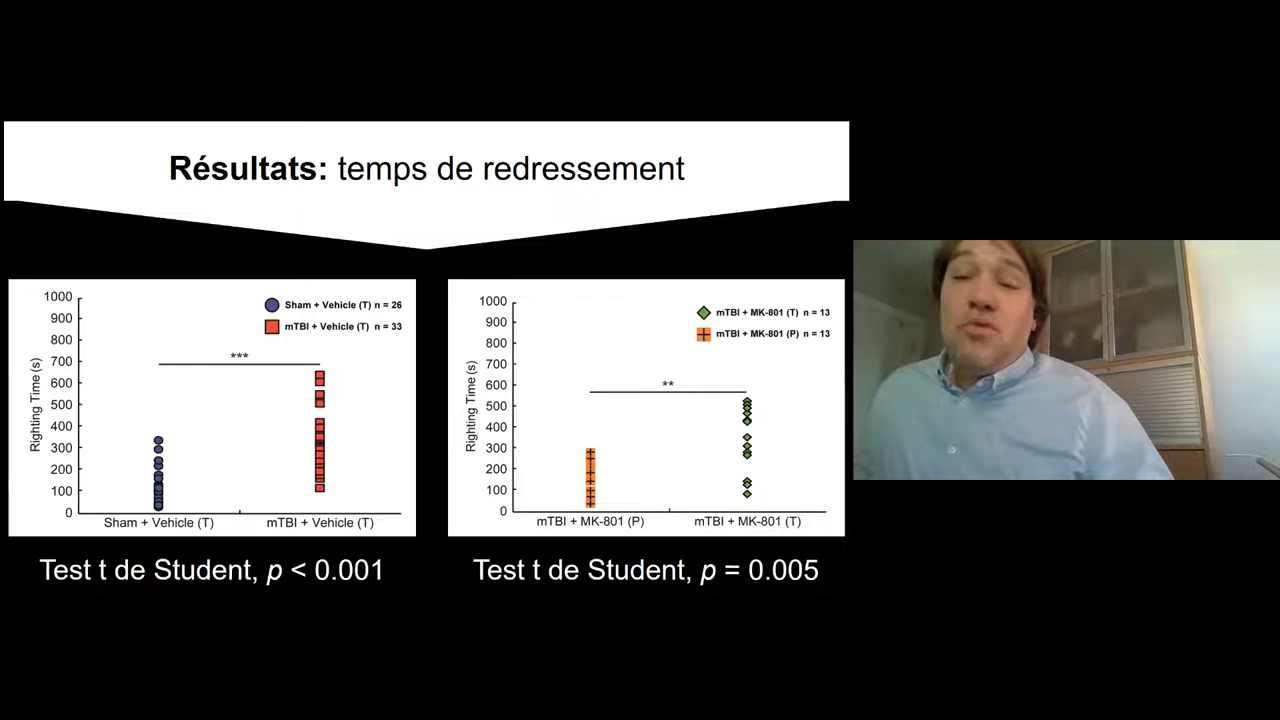 Résultats: temps de redressement
1000
900
800
700
600
500
400
300
200
100
0
Righting Time (s)
Sham + Vehicle (T) n = 26
mTBI + Vehicle (T) n = 33
***
Sham + Vehicle (T)
mTBI + Vehicle (T)
Test t de Student, p < 0.001
1000
900
800
700
600
500
400
300
200
100
0
Righting Time (s)
mTBI + MK-801 (T) n = 13
mTBI + MK-801 (P) n = 13
**
mTBI + MK-801 (P)
mTBI + MK-801 (T)
Test t de Student, p = 0.005